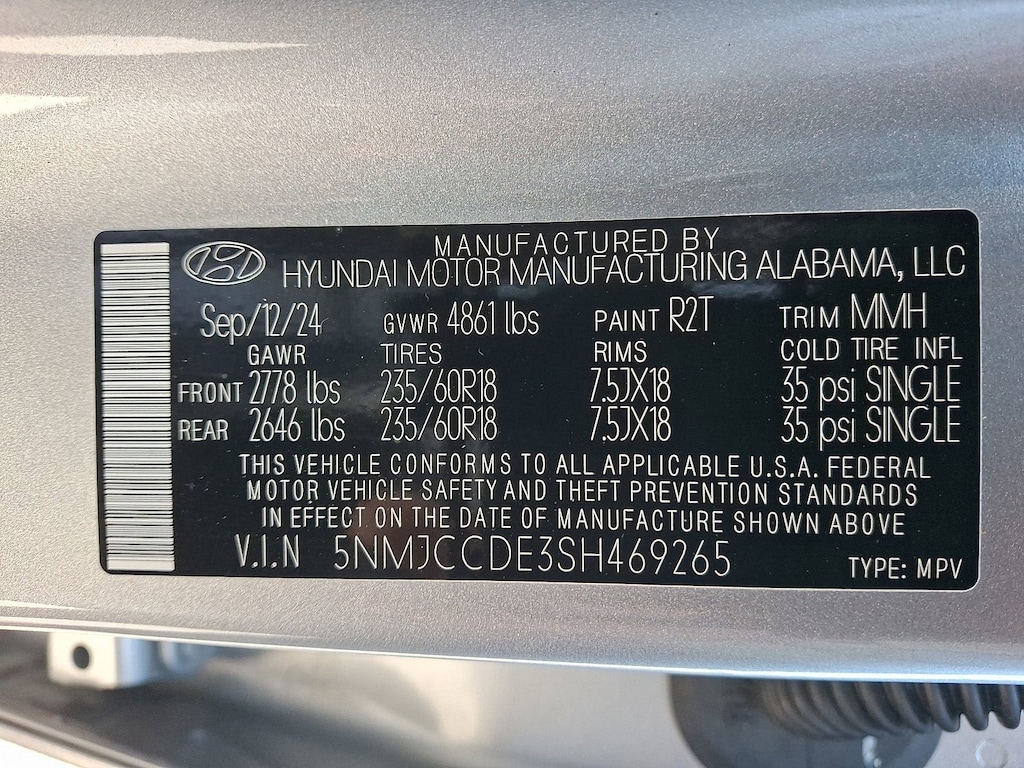 MANUFACTURED BY
HYUNDAI MOTOR MANUFACTURING ALABAMA, LLC
Sep/12/24 GVWR 4861 lbs PAINT R2T TRIM MMH
GAWR TIRES RIMS COLD TIRE INFL
FRONT 2778 lbs 235/60R18 7.5JX18 35 psi SINGLE
REAR 2646 lbs 235/60R18 7.5JX18 35 psi SINGLE
THIS VEHICLE CONFORMS TO ALL APPLICABLE U.S.A. FEDERAL
MOTOR VEHICLE SAFETY AND THEFT PREVENTION STANDARDS
IN EFFECT ON THE DATE OF MANUFACTURE SHOWN ABOVE
V.I.N 5NMJCCDE3SH469265 TYPE: MPV